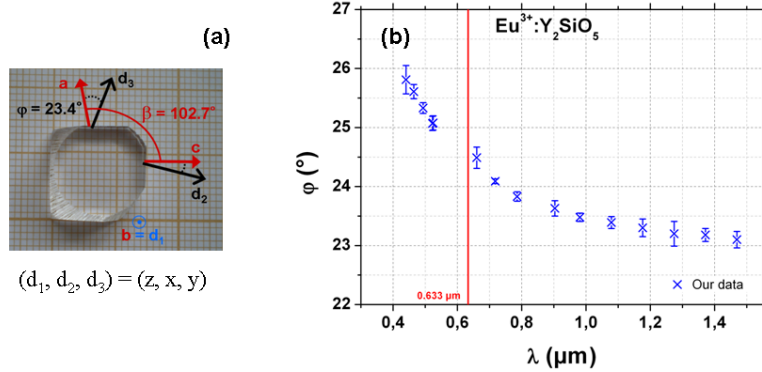 (a)
a
d₃
φ = 23.4°
β = 102.7°
c
d₂
b = d₁
(d₁, d₂, d₃) = (z, x, y)
(b)
Eu³⁺:Y₂SiO₅
27
26
25
24
23
22
φ (°)
0.633 µm
Our data
0,4 0,6 0,8 1,0 1,2 1,4
λ (µm)